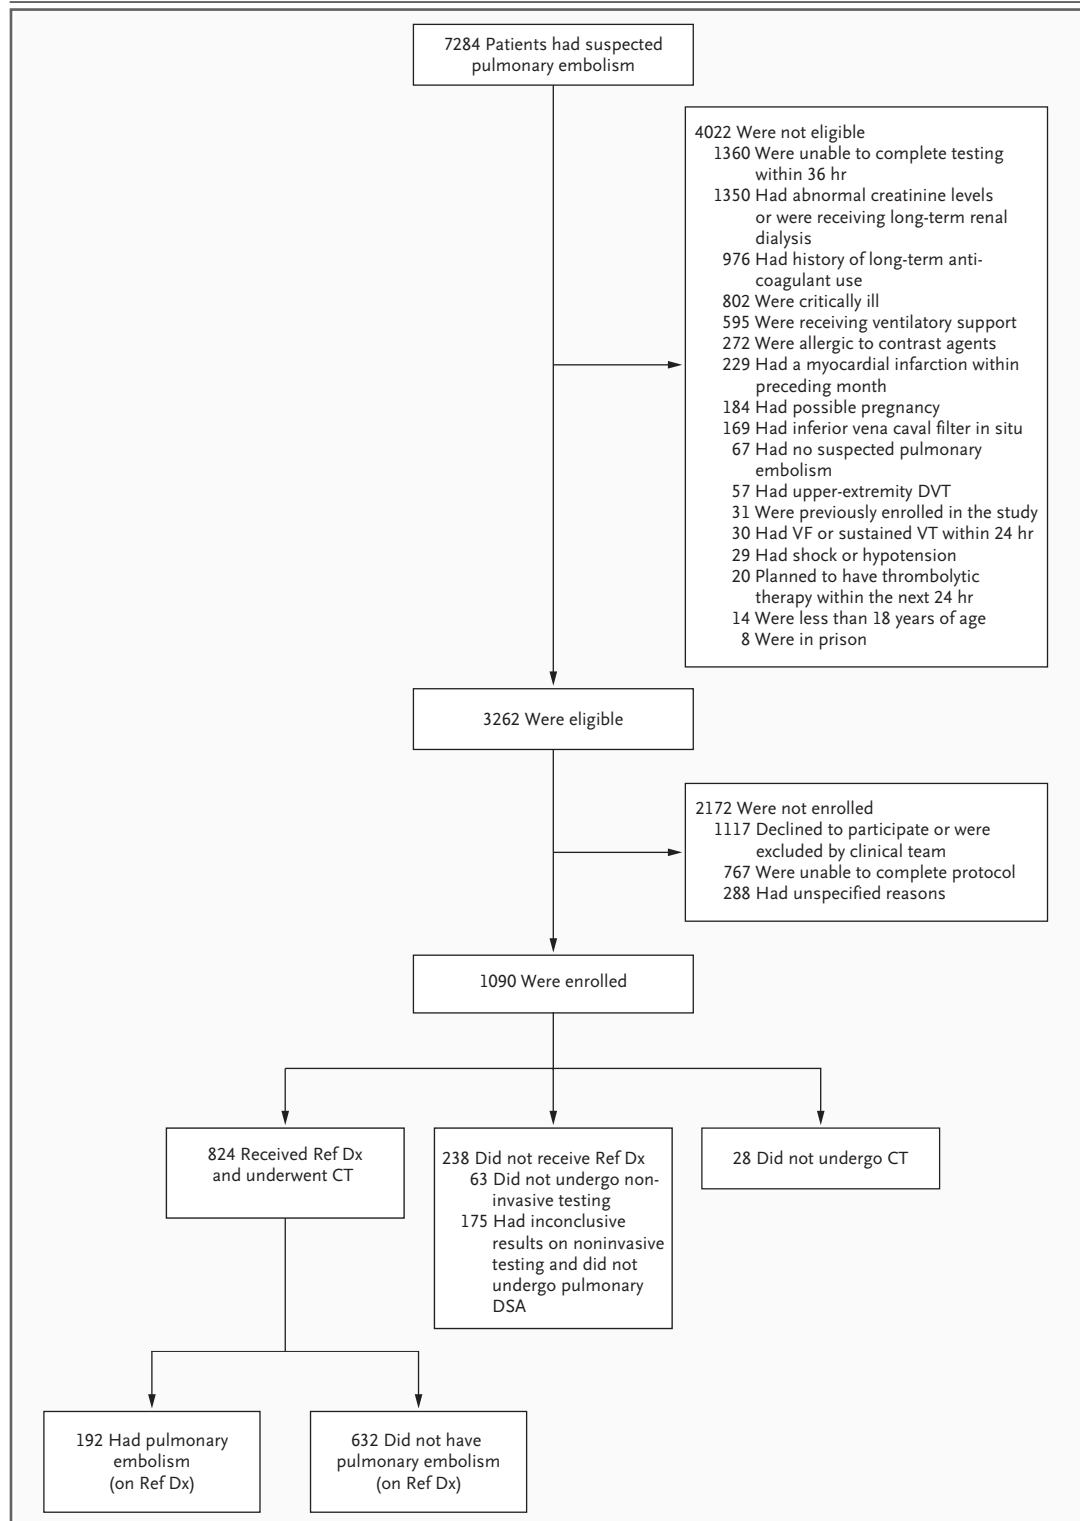 7284 Patients had suspected
pulmonary embolism
4022 Were not eligible
1360 Were unable to complete testing
within 36 hr
1350 Had abnormal creatinine levels
or were receiving long-term renal
dialysis
976 Had history of long-term anti-
coagulant use
802 Were critically ill
595 Were receiving ventilatory support
272 Were allergic to contrast agents
229 Had a myocardial infarction within
preceding month
184 Had possible pregnancy
169 Had inferior vena caval filter in situ
67 Had no suspected pulmonary
embolism
57 Had upper-extremity DVT
31 Were previously enrolled in the study
30 Had VF or sustained VT within 24 hr
29 Had shock or hypotension
20 Planned to have thrombolytic
therapy within the next 24 hr
14 Were less than 18 years of age
8 Were in prison
3262 Were eligible
2172 Were not enrolled
1117 Declined to participate or were
excluded by clinical team
767 Were unable to complete protocol
288 Had unspecified reasons
1090 Were enrolled
824 Received Ref Dx
and underwent CT
238 Did not receive Ref Dx
63 Did not undergo non-
invasive testing
175 Had inconclusive
results on noninvasive
testing and did not
undergo pulmonary
DSA
28 Did not undergo CT
192 Had pulmonary
embolism
(on Ref Dx)
632 Did not have
pulmonary embolism
(on Ref Dx)